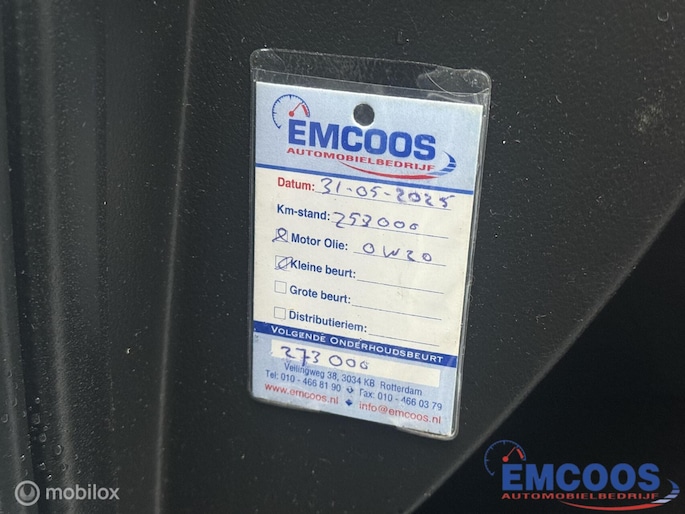 EMCOOS
AUTOMOBIELBEDRIJF
Datum: 31-05-2025
Km-stand: 253000
Motor Olie: 0W20
Kleine beurt:
Grote beurt:
Distributieriem:
VOLGENDE ONDERHOUDSBEURT
273000
Veilingweg 38, 3034 KB Rotterdam
Tel: 010 - 466 81 90 Fax: 010 - 466 03 79
www.emcoos.nl info@emcoos.nl
mobilox
EMCOOS
AUTOMOBIELBEDRIJF